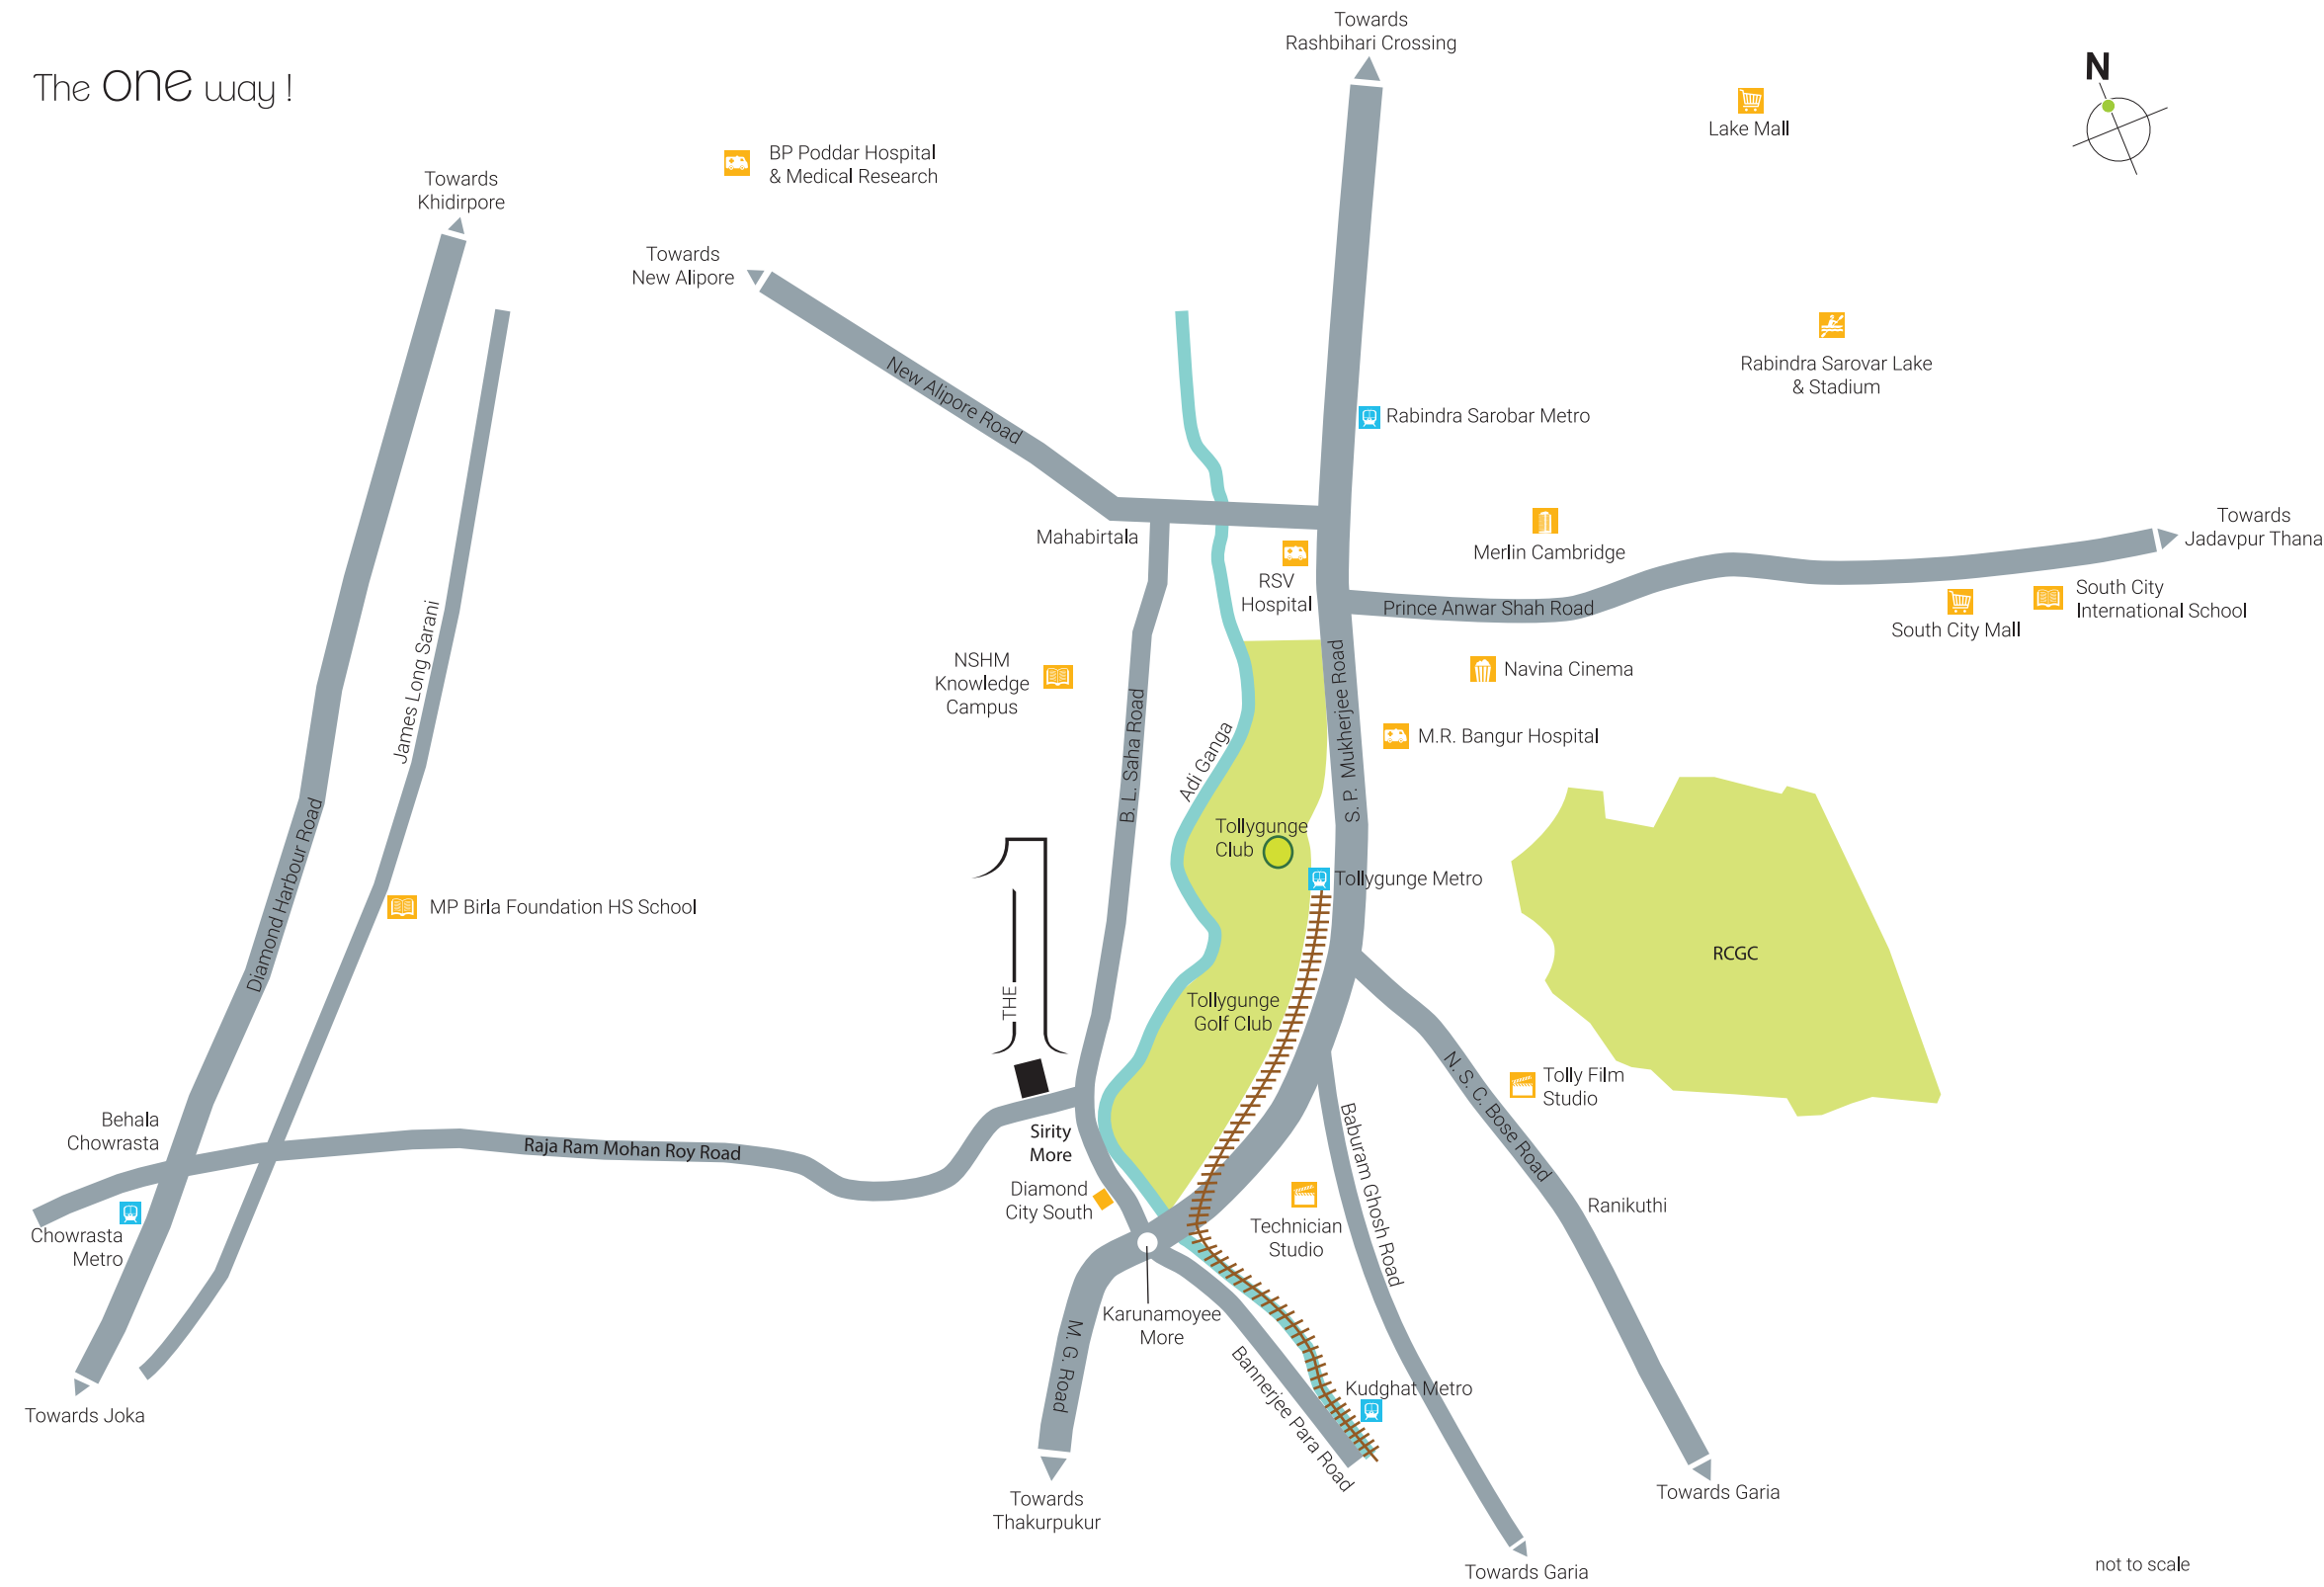 The one way !
Towards
Rashbihari Crossing
N
Lake Mall
BP Poddar Hospital
& Medical Research
Towards
Khidirpore
Towards
New Alipore
New Alipore Road
Rabindra Sarovar Lake
& Stadium
Rabindra Sarobar Metro
Mahabirtala
RSV
Hospital
Merlin Cambridge
Towards
Jadavpur Thana
Prince Anwar Shah Road
South City
International School
South City Mall
James Long Sarani
NSHM
Knowledge
Campus
Navina Cinema
M.R. Bangur Hospital
B. L. Saha Road
Adi Ganga
S. P. Mukherjee Road
Diamond Harbour Road
Tollygunge
Club
Tollygunge Metro
MP Birla Foundation HS School
RCGC
THE 1
Tollygunge
Golf Club
N. S. C. Bose Road
Tolly Film
Studio
Behala
Chowrasta
Raja Ram Mohan Roy Road
Sirity
More
Baburam Ghosh Road
Diamond
City South
Technician
Studio
Ranikuthi
Chowrasta
Metro
Karunamoyee
More
M. G. Road
Bannerjee Para Road
Kudghat Metro
Towards Joka
Towards
Thakurpukur
Towards Garia
Towards Garia
not to scale